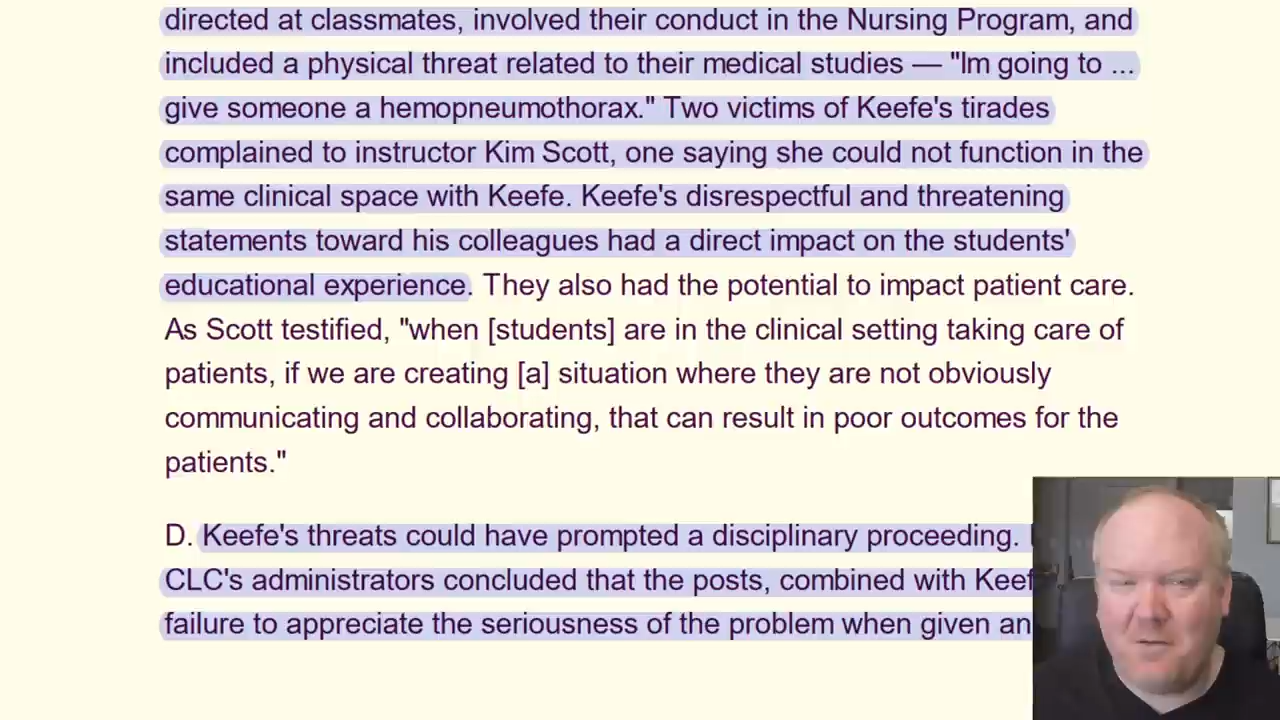 directed at classmates, involved their conduct in the Nursing Program, and
included a physical threat related to their medical studies — "Im going to ...
give someone a hemopneumothorax." Two victims of Keefe's tirades
complained to instructor Kim Scott, one saying she could not function in the
same clinical space with Keefe. Keefe's disrespectful and threatening
statements toward his colleagues had a direct impact on the students'
educational experience. They also had the potential to impact patient care.
As Scott testified, "when [students] are in the clinical setting taking care of
patients, if we are creating [a] situation where they are not obviously
communicating and collaborating, that can result in poor outcomes for the
patients."
D. Keefe's threats could have prompted a disciplinary proceeding.
CLC's administrators concluded that the posts, combined with Keef
failure to appreciate the seriousness of the problem when given an